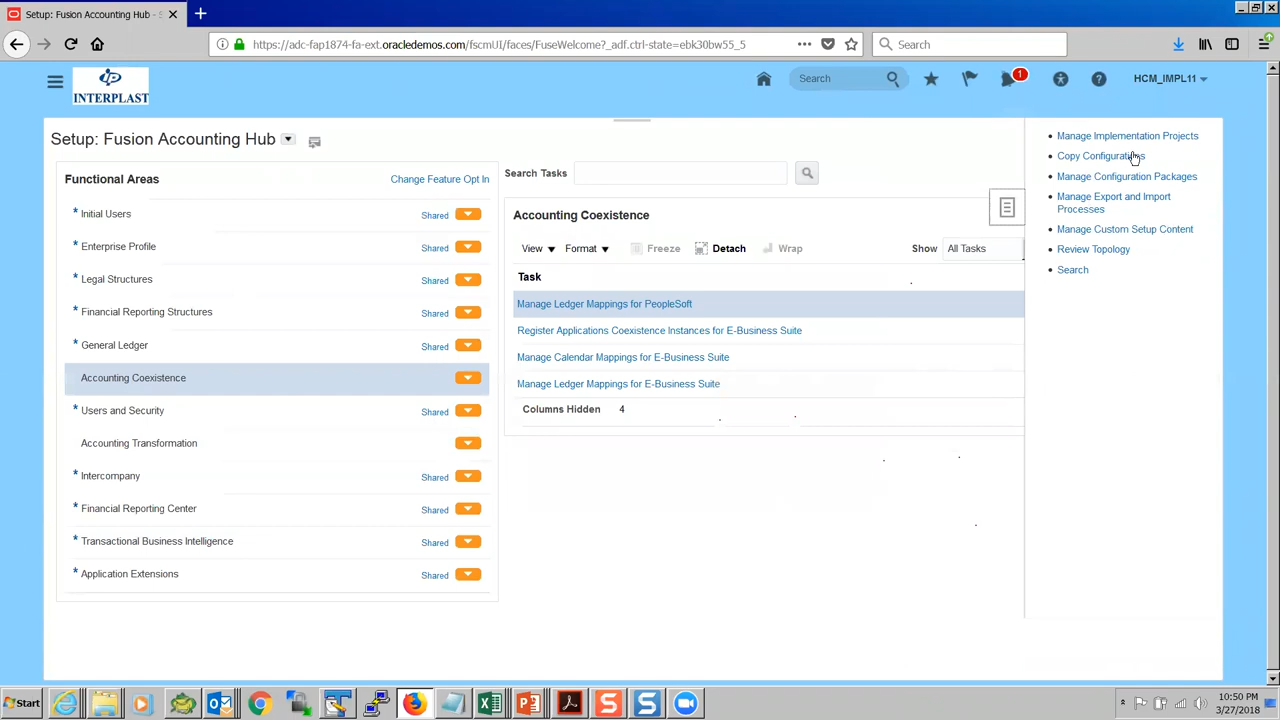 Setup: Fusion Accounting Hub - S
https://adc-fap1874-fa-ext.oracledemos.com/fscmUI/faces/FuseWelcome?_adf.ctrl-state=ebk30bw55_5
Search
INTERPLAST
Search
1
HCM_IMPL11
Setup: Fusion Accounting Hub
Functional Areas
Change Feature Opt In
Initial Users
Shared
Enterprise Profile
Shared
Legal Structures
Shared
Financial Reporting Structures
Shared
General Ledger
Shared
Accounting Coexistence
Users and Security
Shared
Accounting Transformation
Intercompany
Shared
Financial Reporting Center
Shared
Transactional Business Intelligence
Shared
Application Extensions
Shared
Search Tasks
Accounting Coexistence
View
Format
Freeze
Detach
Wrap
Show
All Tasks
Task
Manage Ledger Mappings for PeopleSoft
Register Applications Coexistence Instances for E-Business Suite
Manage Calendar Mappings for E-Business Suite
Manage Ledger Mappings for E-Business Suite
Columns Hidden 4
Manage Implementation Projects
Copy Configurations
Manage Configuration Packages
Manage Export and Import
Processes
Manage Custom Setup Content
Review Topology
Search
Start
10:50 PM
3/27/2018